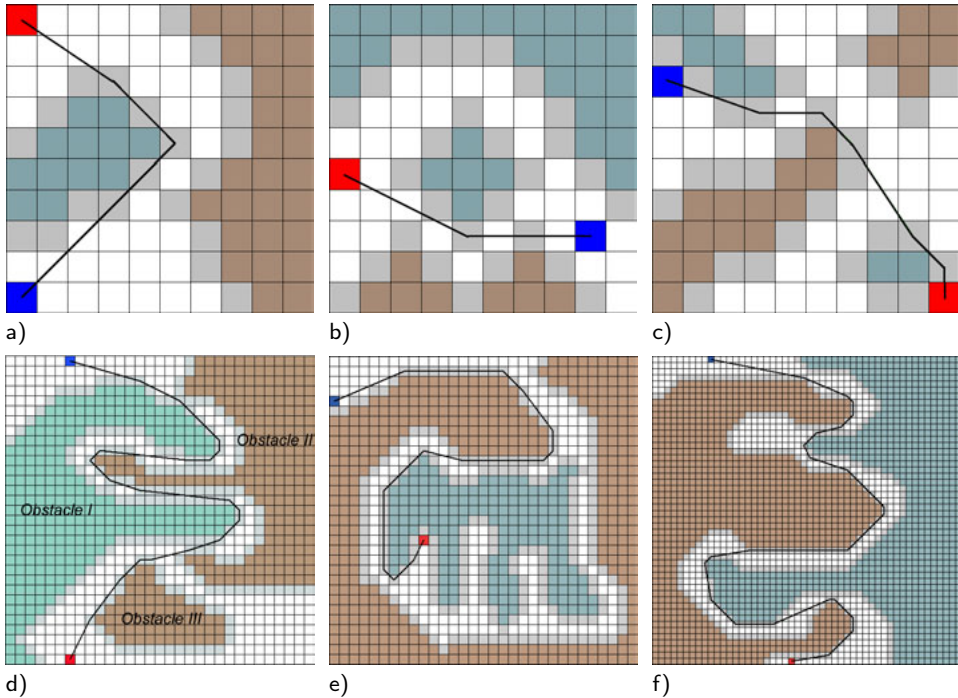 a)
b)
c)
Obstacle II
Obstacle I
Obstacle III
d)
e)
f)